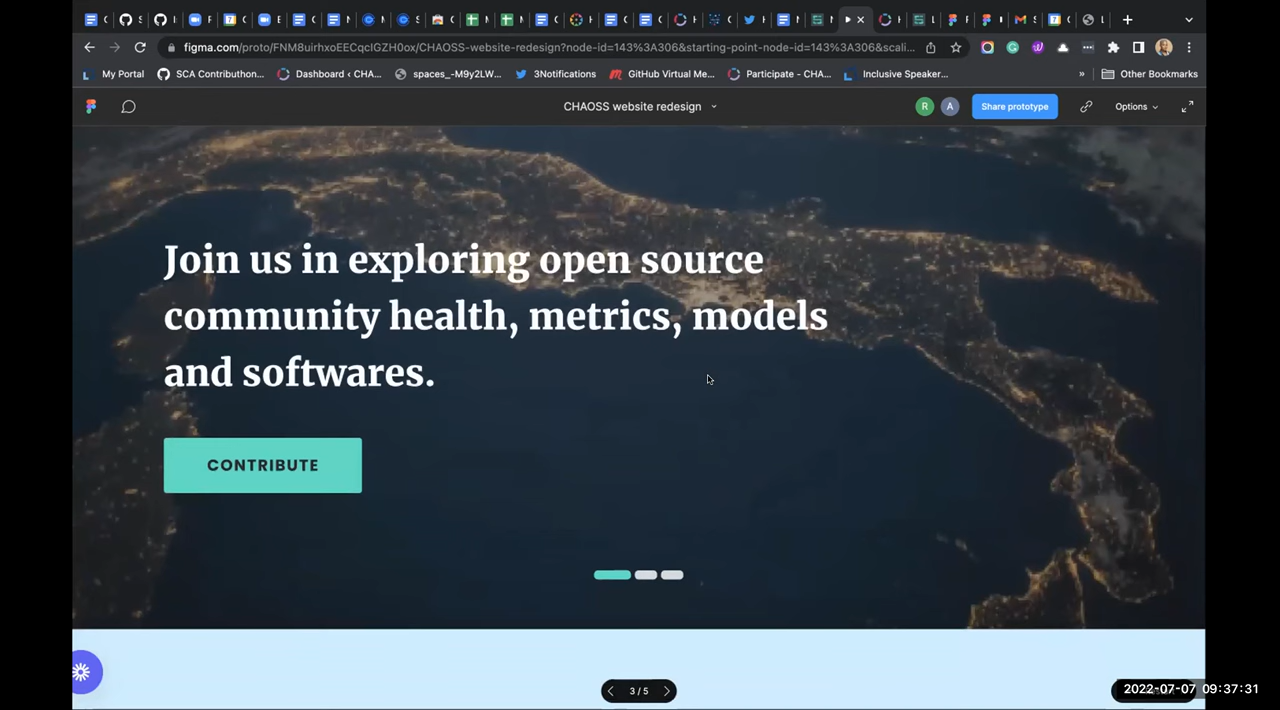 figma.com/proto/FNM8uirhxoEECqcIGZH0ox/CHAOSS-website-redesign?node-id=143%3A306&starting-point-node-id=143%3A306&scali...
My Portal
SCA Contributhon...
Dashboard ‹ CHA...
spaces_-M9y2LW...
3Notifications
GitHub Virtual Me...
Participate - CHA...
Inclusive Speaker...
»
Other Bookmarks
CHAOSS website redesign
R
A
Share prototype
Options
Join us in exploring open source
community health, metrics, models
and softwares.
CONTRIBUTE
3 / 5
2022-07-07 09:37:31